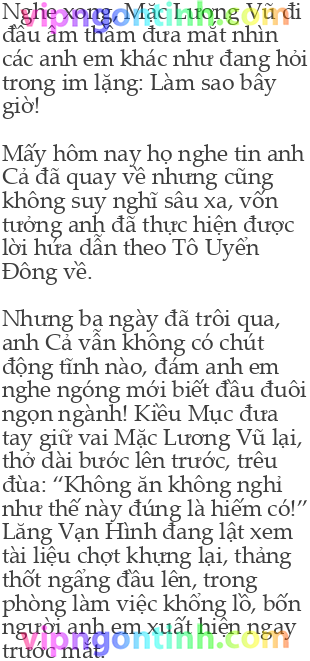 Nghe xong, Mặc Lương Vũ đi
vipngontinh.com
đầu âm thầm đưa mắt nhìn
các anh em khác như đang hỏi
trong im lặng: Làm sao bây
giờ!
Mấy hôm nay họ nghe tin anh
Cả đã quay về nhưng cũng
không suy nghĩ sâu xa, vốn
tưởng anh đã thực hiện được
lời hứa dẫn theo Tô Uyển
Đông về.
Nhưng ba ngày đã trôi qua,
anh Cả vẫn không có chút
động tĩnh nào, đám anh em
nghe ngóng mới biết đầu đuôi
ngọn ngành! Kiều Mục đưa
tay giữ vai Mặc Lương Vũ lại,
thở dài bước lên trước, trêu
đùa: “Không ăn không nghỉ
như thế này đúng là hiếm có!”
Lăng Vạn Hình đang lật xem
tài liệu chợt khựng lại, thảng
thốt ngẩng đầu lên, trong
phòng làm việc khổng lồ, bốn
người anh em xuất hiện ngay
vipngontinh.com
trước mắt.